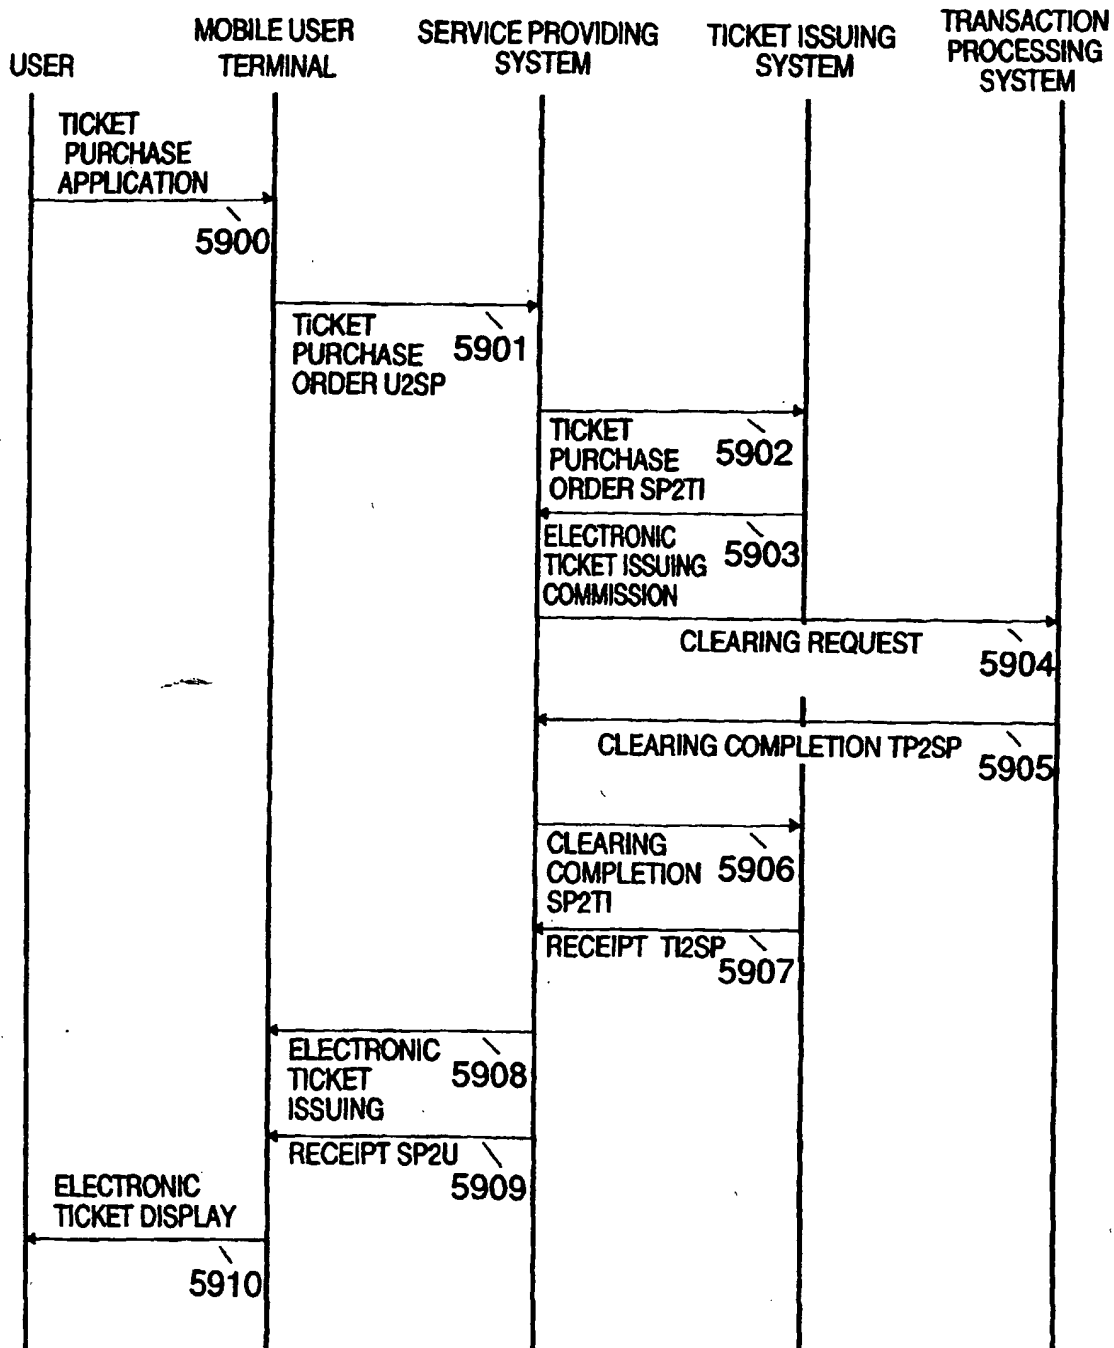 USER
MOBILE USER
TERMINAL
SERVICE PROVIDING
SYSTEM
TICKET ISSUING
SYSTEM
TRANSACTION
PROCESSING
SYSTEM
TICKET
PURCHASE
APPLICATION
5900
TICKET
PURCHASE
ORDER U2SP
5901
TICKET
PURCHASE
ORDER SP2TI
5902
ELECTRONIC
TICKET ISSUING
COMMISSION
5903
CLEARING REQUEST
5904
CLEARING COMPLETION TP2SP
5905
CLEARING
COMPLETION
SP2TI
5906
RECEIPT TI2SP
5907
ELECTRONIC
TICKET
ISSUING
5908
RECEIPT SP2U
5909
ELECTRONIC
TICKET DISPLAY
5910